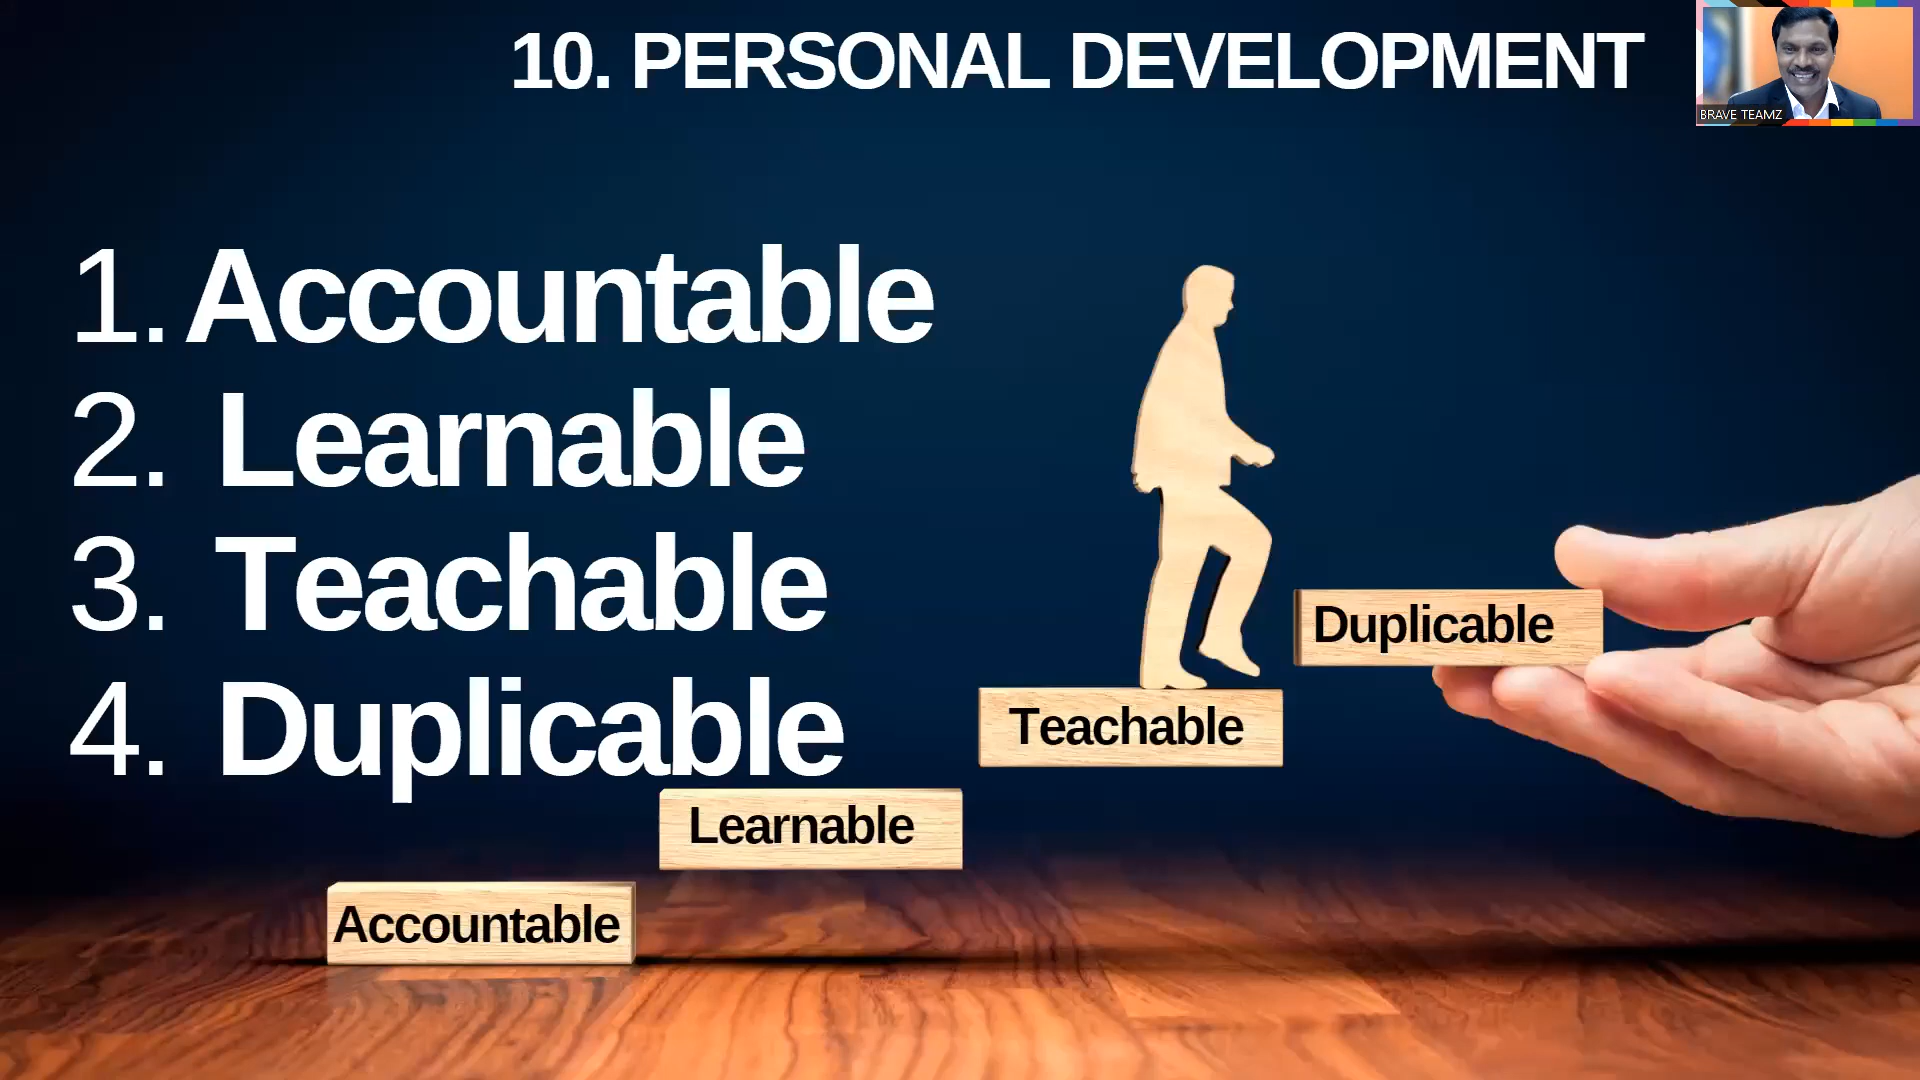 10. PERSONAL DEVELOPMENT
BRAVE TEAMZ
1. Accountable
2. Learnable
3. Teachable
4. Duplicable
Duplicable
Teachable
Learnable
Accountable